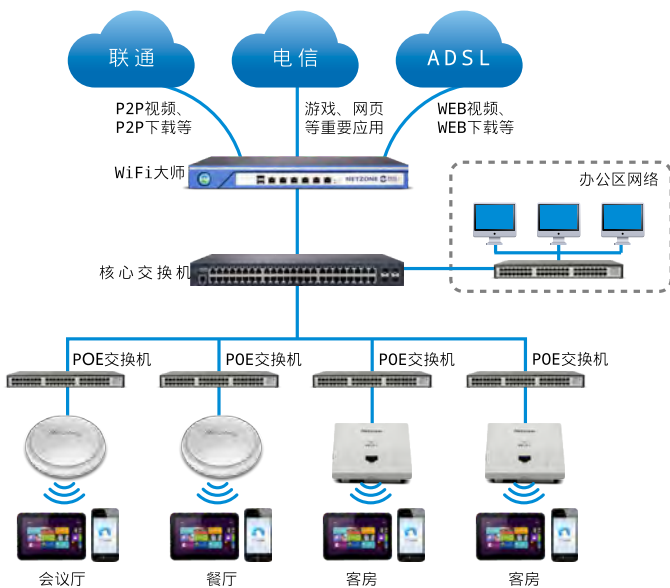 联通
电信
ADSL
P2P视频、
P2P下载等
游戏、网页
等重要应用
WEB视频、
WEB下载等
WiFi大师
NETZONE
办公区网络
核心交换机
POE交换机
POE交换机
POE交换机
POE交换机
会议厅
餐厅
客房
客房